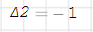 Δ2 = - 1